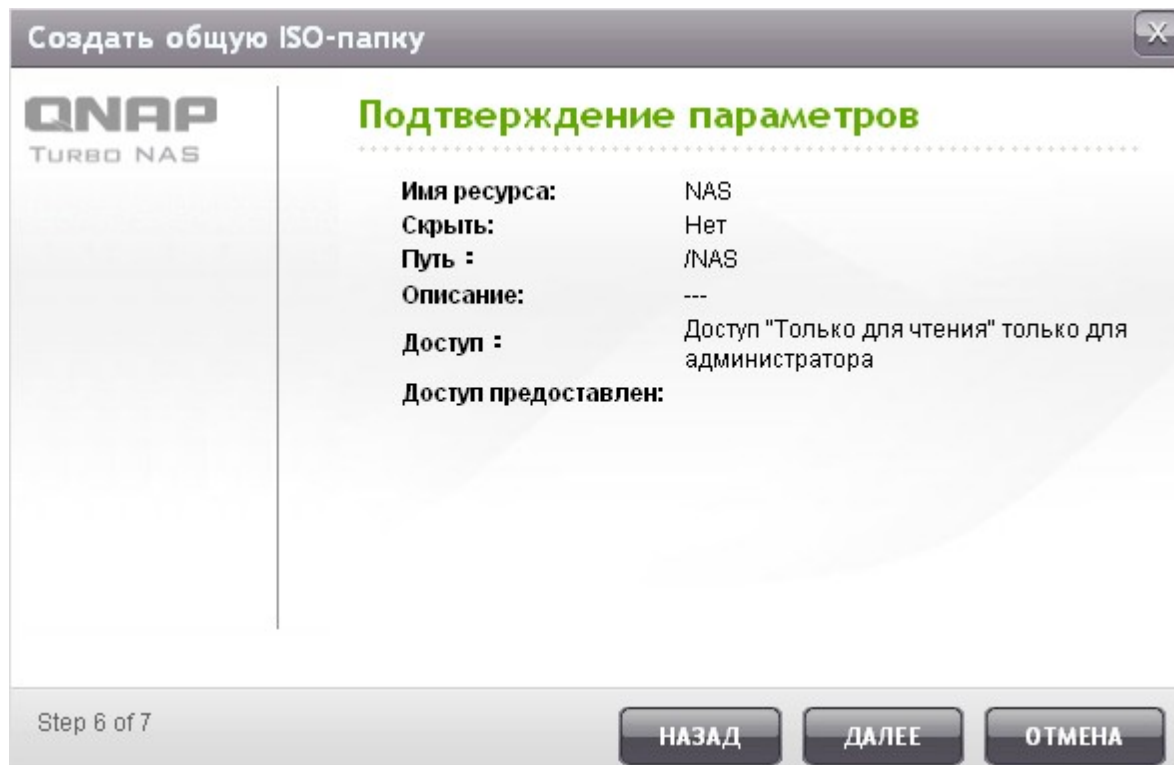 Создать общую ISO-папку
X
QNAP
TURBO NAS
Подтверждение параметров
Имя ресурса: NAS
Скрыть: Нет
Путь : /NAS
Описание: ---
Доступ : Доступ "Только для чтения" только для
администратора
Доступ предоставлен:
Step 6 of 7
НАЗАД ДАЛЕЕ ОТМЕНА